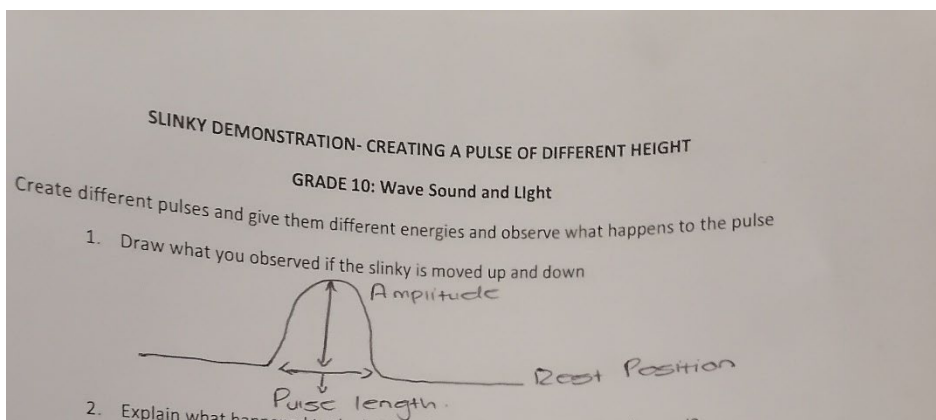 SLINKY DEMONSTRATION- CREATING A PULSE OF DIFFERENT HEIGHT
GRADE 10: Wave Sound and LIght
Create different pulses and give them different energies and observe what happens to the pulse
1. Draw what you observed if the slinky is moved up and down
Amplitude
Rest Position
Pulse length.
2. Explain what